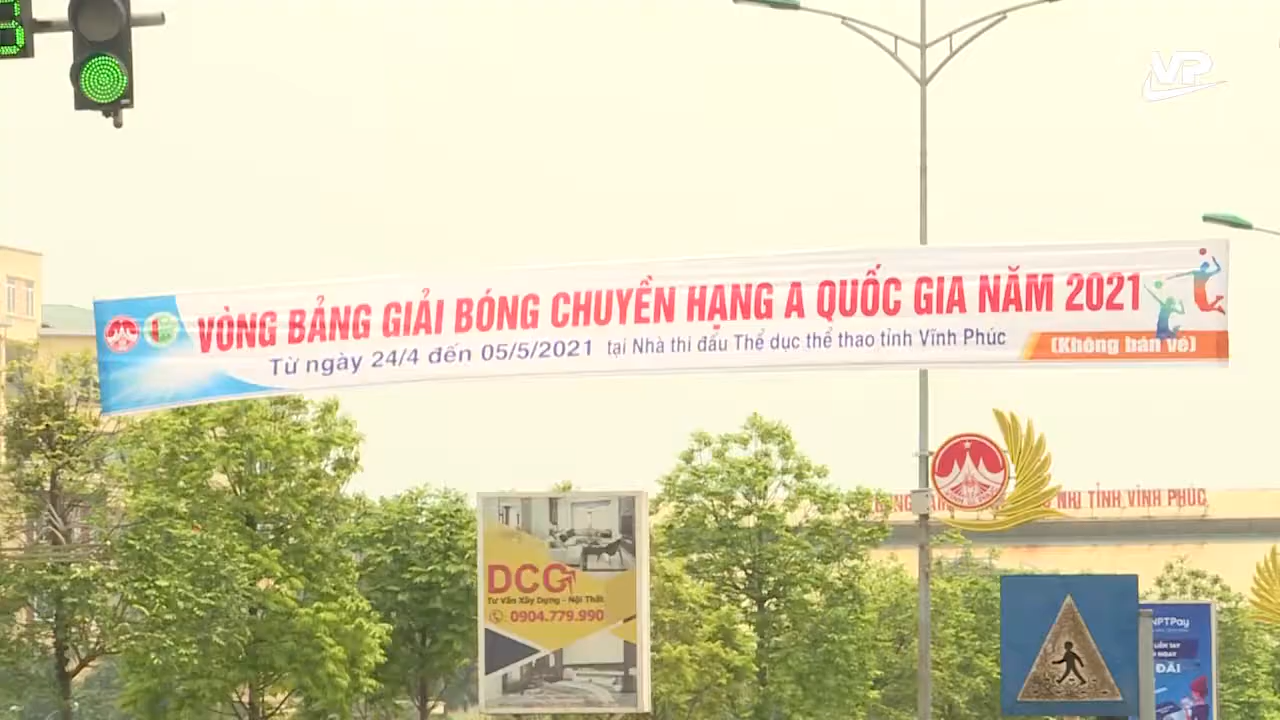 VP
VÒNG BẢNG GIẢI BÓNG CHUYỀN HẠNG A QUỐC GIA NĂM 2021
Từ ngày 24/4 đến 05/5/2021 tại Nhà thi đấu Thể dục thể thao tỉnh Vĩnh Phúc
(Không bán vé)
NHI TỈNH VĨNH PHÚC
DCG
Tư Vấn Xây Dựng - Nội Thất
0904.779.990
NPTPay
ĐÃI